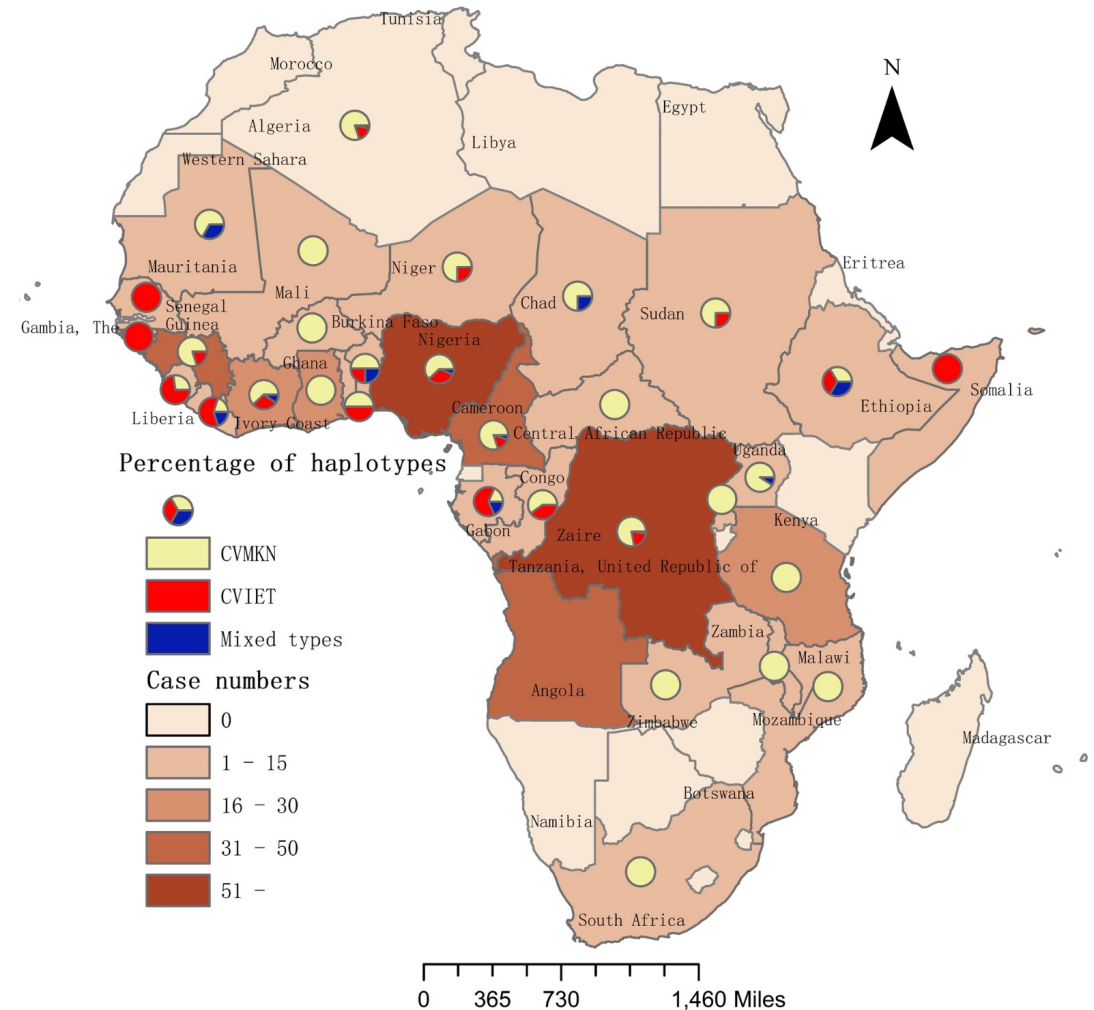 Tunisia
Morocco
N
Egypt
Algeria
Libya
Western Sahara
Eritrea
Mauritania
Niger
Mali
Chad
Senegal
Sudan
Gambia, The
Guinea
Burkina Faso
Nigeria
Ghana
Somalia
Ethiopia
Cameroon
Liberia
Ivory Coast
Central African Republic
Uganda
Percentage of haplotypes
Congo
Kenya
Gabon
Zaire
CVMKN
Tanzania, United Republic of
CVIET
Zambia
Mixed types
Malawi
Case numbers
Angola
0
Zimbabwe
Mozambique
Madagascar
1 - 15
Botswana
16 - 30
Namibia
31 - 50
51 -
South Africa
0 365 730 1,460 Miles